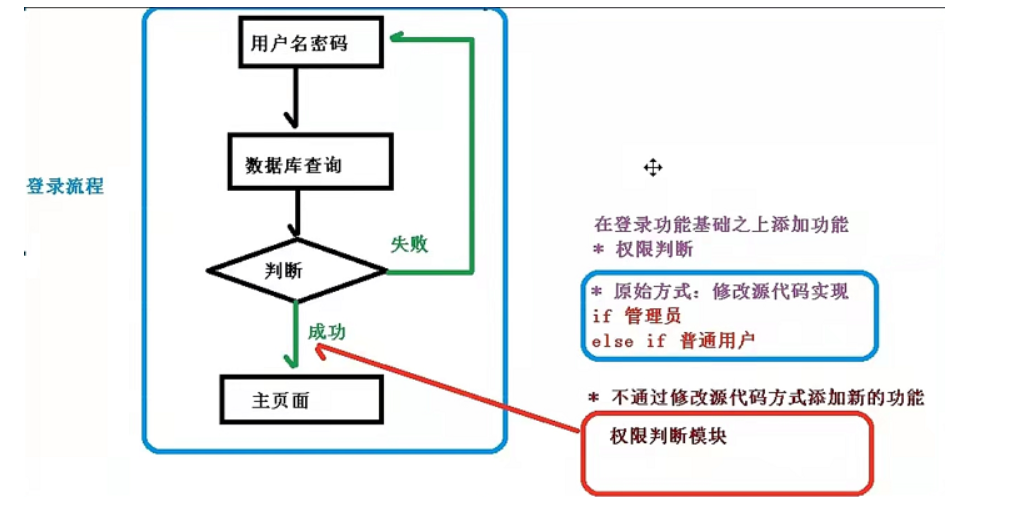 用户名密码
数据库查询
登录流程
失败
判断
成功
主页面
在登录功能基础之上添加功能
* 权限判断
* 原始方式：修改源代码实现
if 管理员
else if 普通用户
* 不通过修改源代码方式添加新的功能
权限判断模块